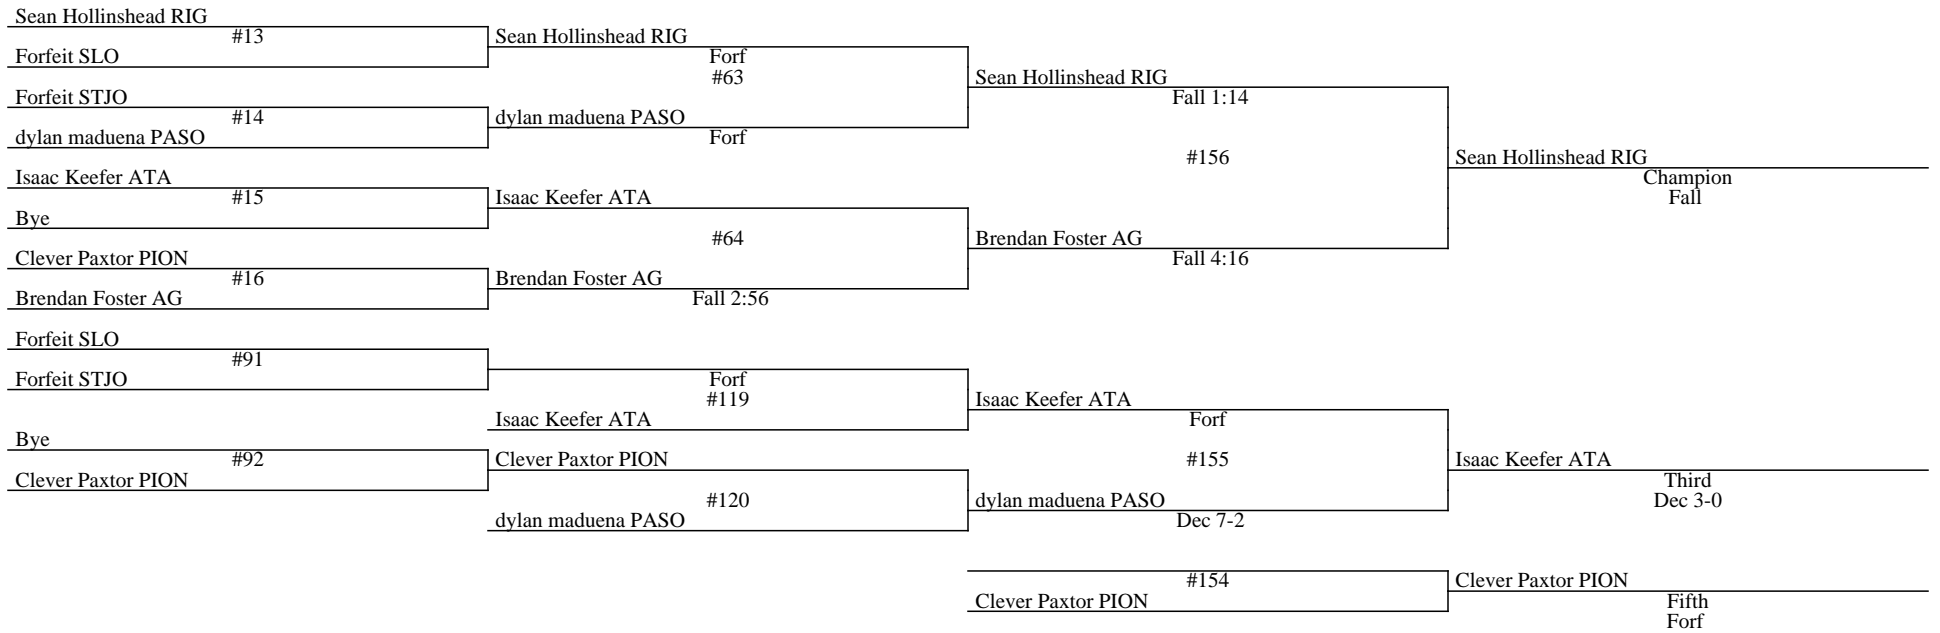 Sean Hollinshead RIG
#13
Forfeit SLO
Sean Hollinshead RIG
Forf
#63
Forfeit STJO
#14
dylan maduena PASO
dylan maduena PASO
Forf
Sean Hollinshead RIG
Fall 1:14
#156
Isaac Keefer ATA
#15
Bye
Isaac Keefer ATA
#64
Clever Paxtor PION
#16
Brendan Foster AG
Brendan Foster AG
Fall 2:56
Brendan Foster AG
Fall 4:16
Sean Hollinshead RIG
Champion
Fall
Forfeit SLO
#91
Forfeit STJO
Forf
#119
Isaac Keefer ATA
Isaac Keefer ATA
Forf
#155
Bye
#92
Clever Paxtor PION
Clever Paxtor PION
#120
dylan maduena PASO
dylan maduena PASO
Dec 7-2
Isaac Keefer ATA
Third
Dec 3-0
#154
Clever Paxtor PION
Clever Paxtor PION
Fifth
Forf